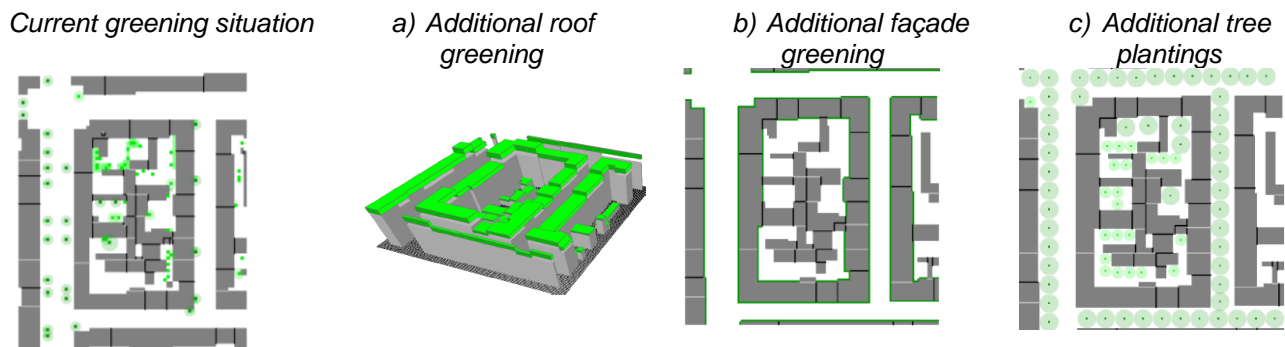 Current greening situation
a) Additional roof
greening
b) Additional façade
greening
c) Additional tree
plantings